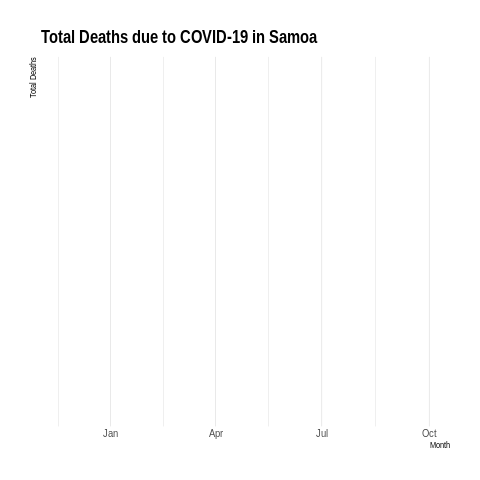 Total Deaths due to COVID-19 in Samoa
Total Deaths
Jan Apr Jul Oct
Month